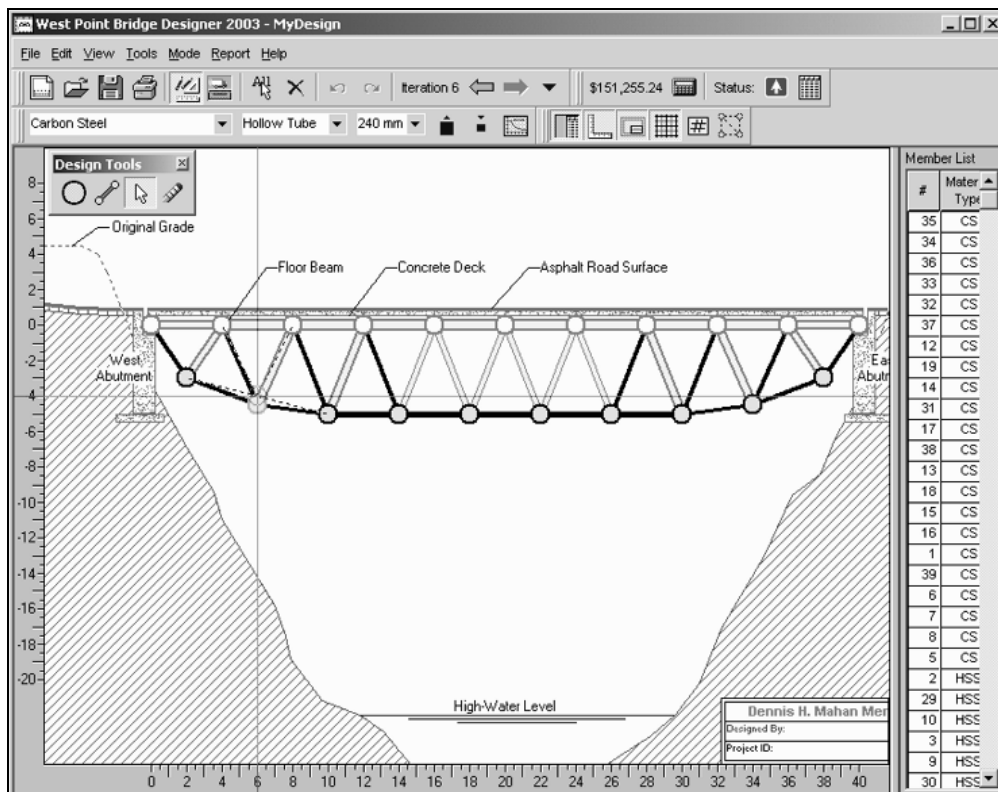 West Point Bridge Designer 2003 - MyDesign
File Edit View Tools Mode Report Help
All Iteration 6 $151,255.24 Status:
Carbon Steel Hollow Tube 240 mm #
Design Tools
Member List
# Mater Type
35 CS
34 CS
36 CS
33 CS
32 CS
37 CS
12 CS
19 CS
14 CS
31 CS
17 CS
38 CS
13 CS
18 CS
15 CS
16 CS
1 CS
39 CS
6 CS
7 CS
8 CS
5 CS
2 HSS
29 HSS
10 HSS
3 HSS
9 HSS
30 HSS
Original Grade
Floor Beam
Concrete Deck
Asphalt Road Surface
West
Abutment
Eas
Abutm
8
6
4
2
0
-2
-4
-6
-8
-10
-12
-14
-16
-18
-20
High-Water Level
Dennis H. Mahan Mer
Designed By:
Project ID:
0 2 4 6 8 10 12 14 16 18 20 22 24 26 28 30 32 34 36 38 40